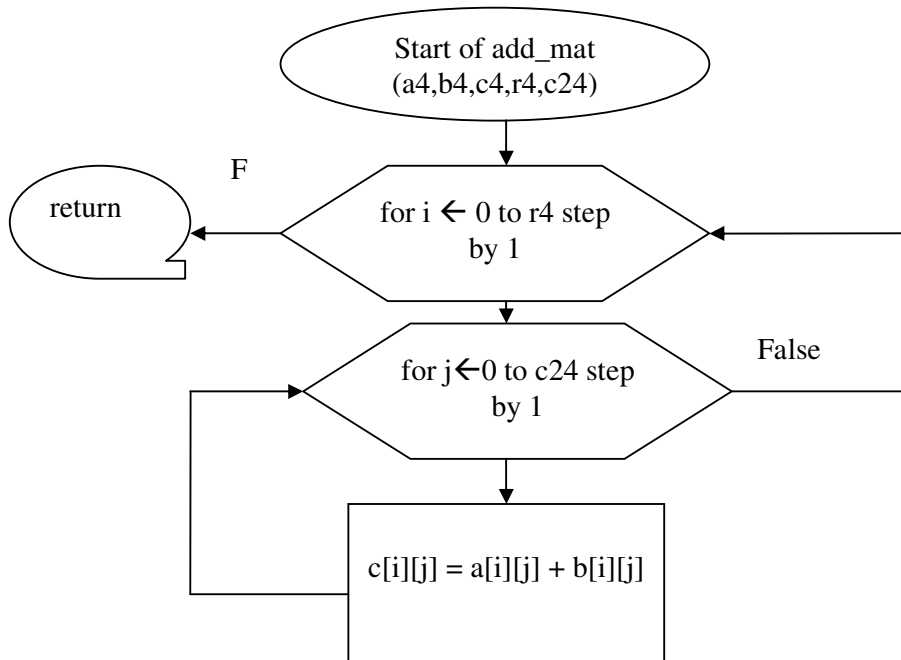 Start of add_mat
(a4,b4,c4,r4,c24)
F
return
for i ← 0 to r4 step
by 1
for j←0 to c24 step
by 1
False
c[i][j] = a[i][j] + b[i][j]